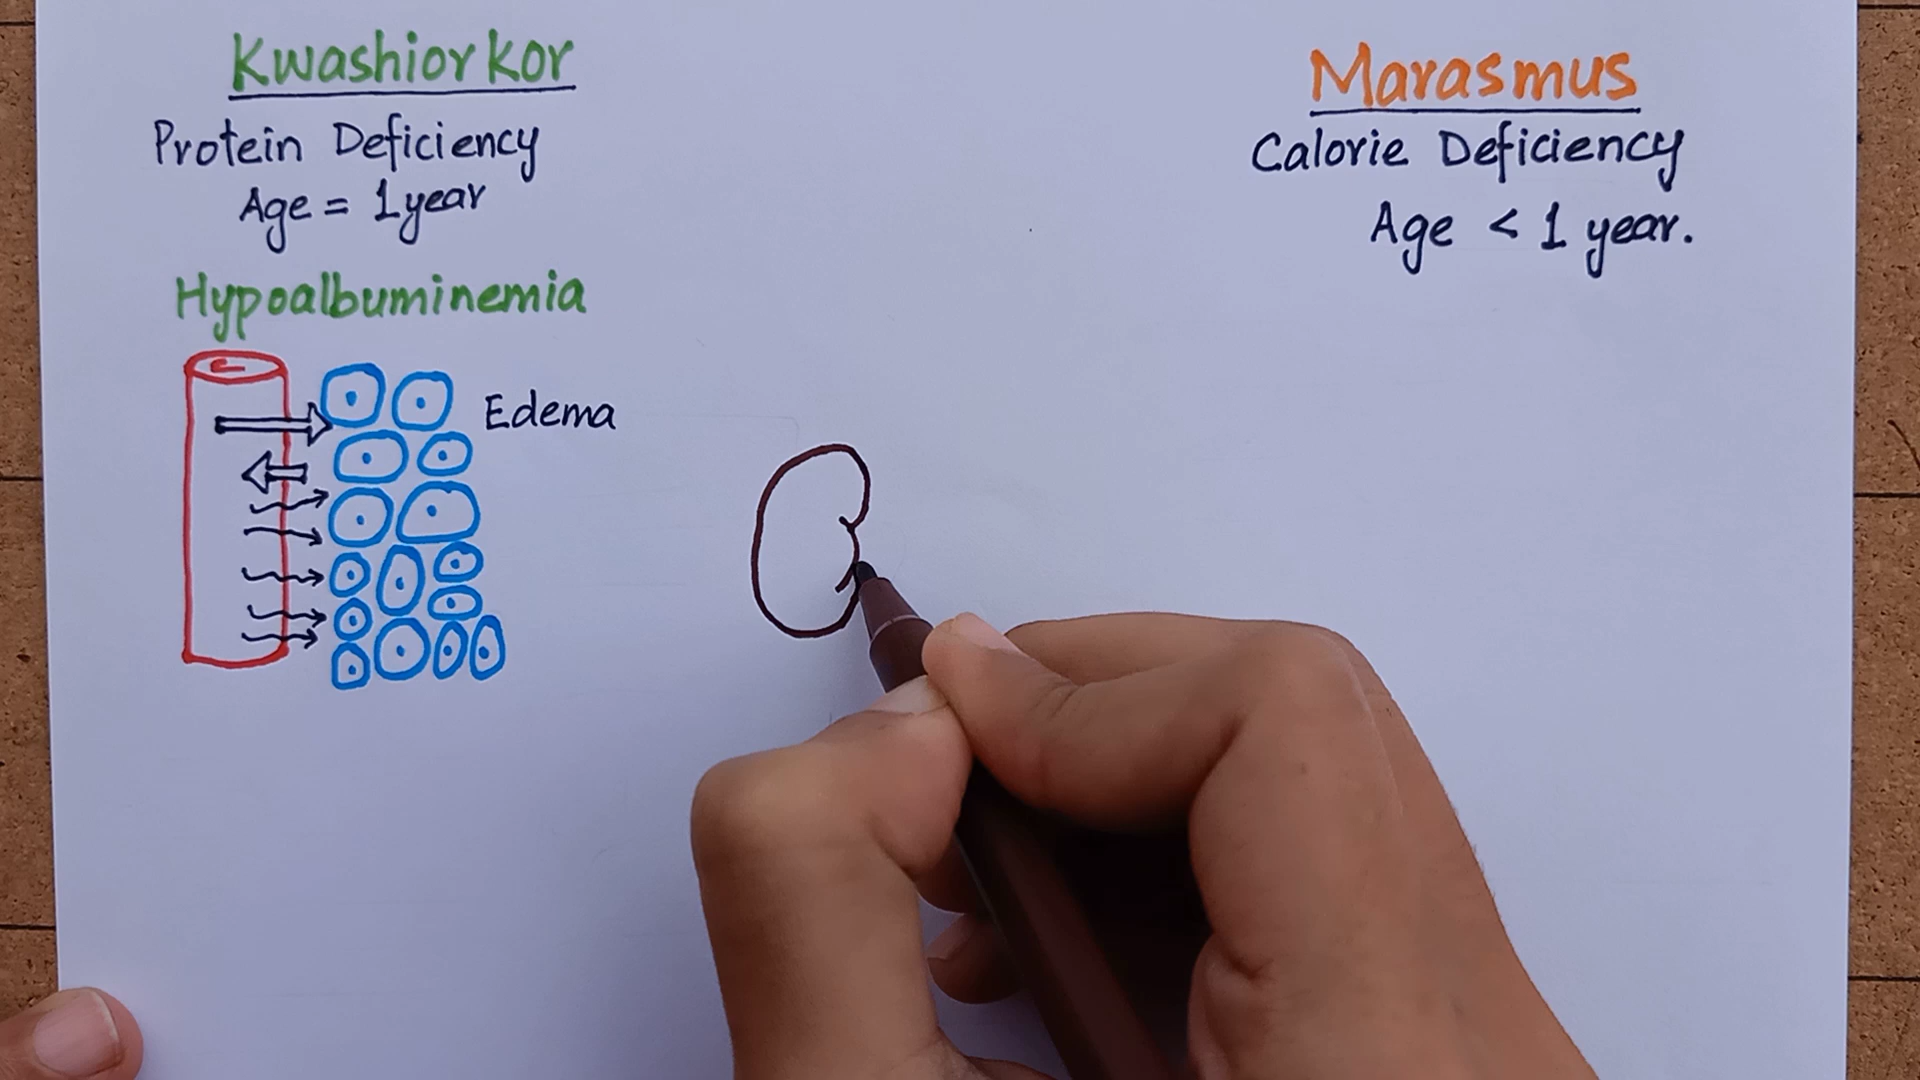 Kwashiorkor
Protein Deficiency
Age = 1 year
Hypoalbuminemia
Edema
Marasmus
Calorie Deficiency
Age < 1 year.